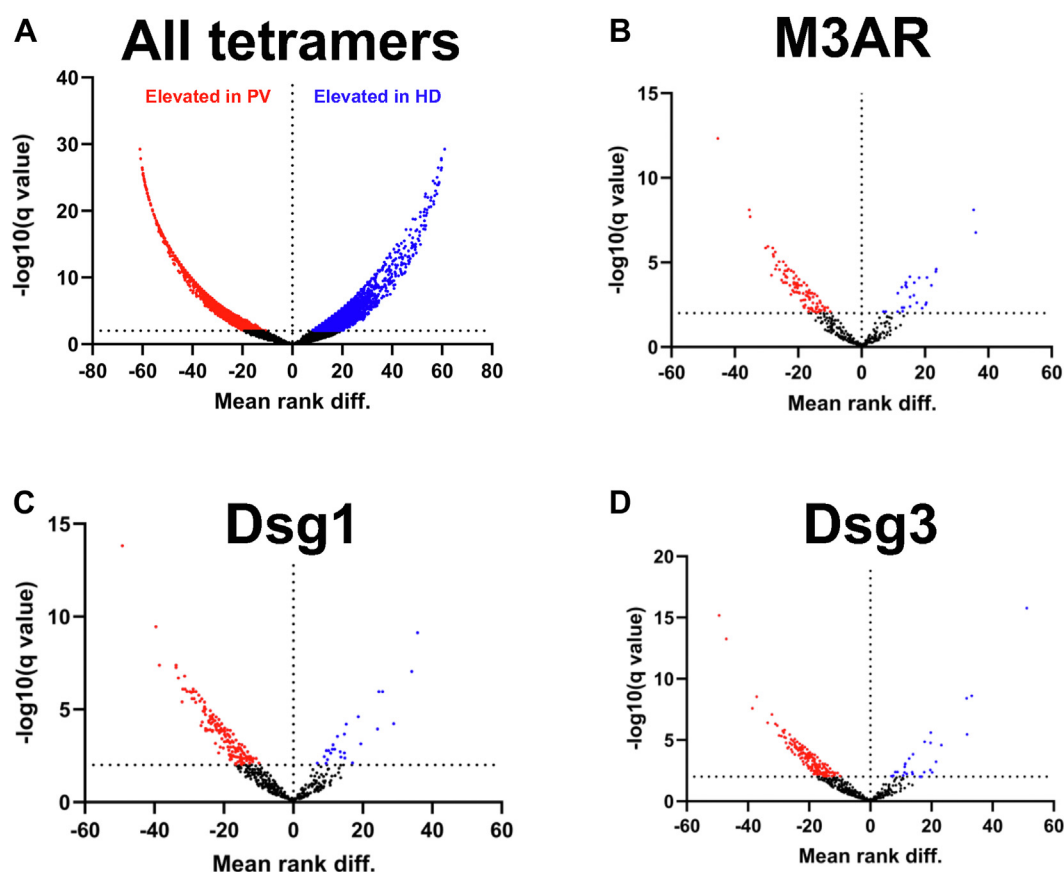 A
All tetramers
Elevated in PV
Elevated in HD
40
30
20
10
0
-log10(q value)
-80 -60 -40 -20 0 20 40 60 80
Mean rank diff.
B
M3AR
15
10
5
0
-log10(q value)
-60 -40 -20 0 20 40 60
Mean rank diff.
C
Dsg1
15
10
5
0
-log10(q value)
-60 -40 -20 0 20 40 60
Mean rank diff.
D
Dsg3
20
15
10
5
0
-log10(q value)
-60 -40 -20 0 20 40 60
Mean rank diff.